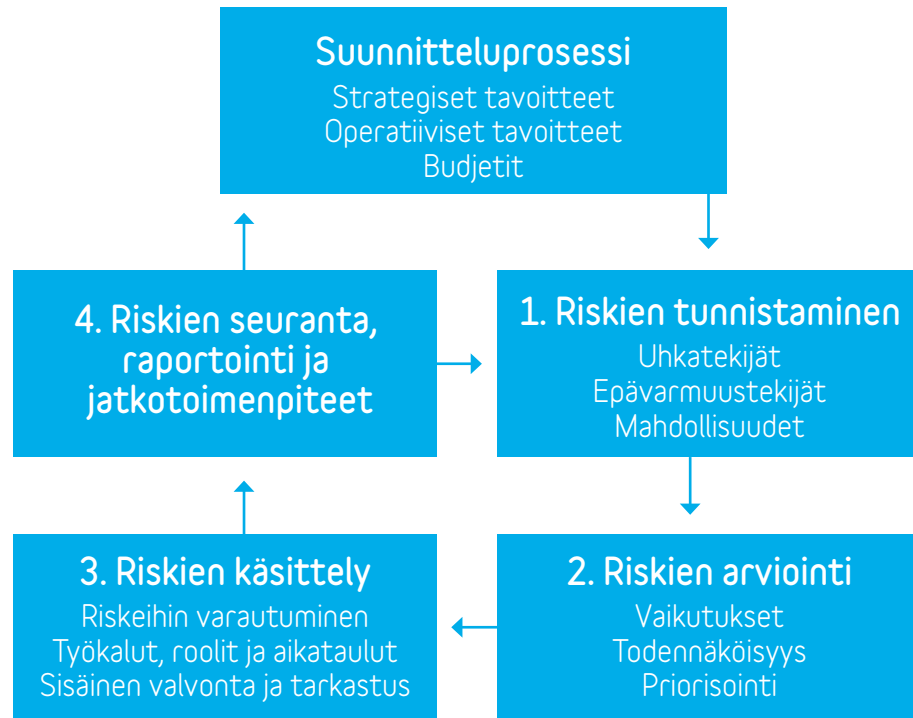 Suunnitteluprosessi
Strategiset tavoitteet
Operatiiviset tavoitteet
Budjetit
1. Riskien tunnistaminen
Uhkatekijät
Epävarmuustekijät
Mahdollisuudet
2. Riskien arviointi
Vaikutukset
Todennäköisyys
Priorisointi
3. Riskien käsittely
Riskeihin varautuminen
Työkalut, roolit ja aikataulut
Sisäinen valvonta ja tarkastus
4. Riskien seuranta,
raportointi ja
jatkotoimenpiteet